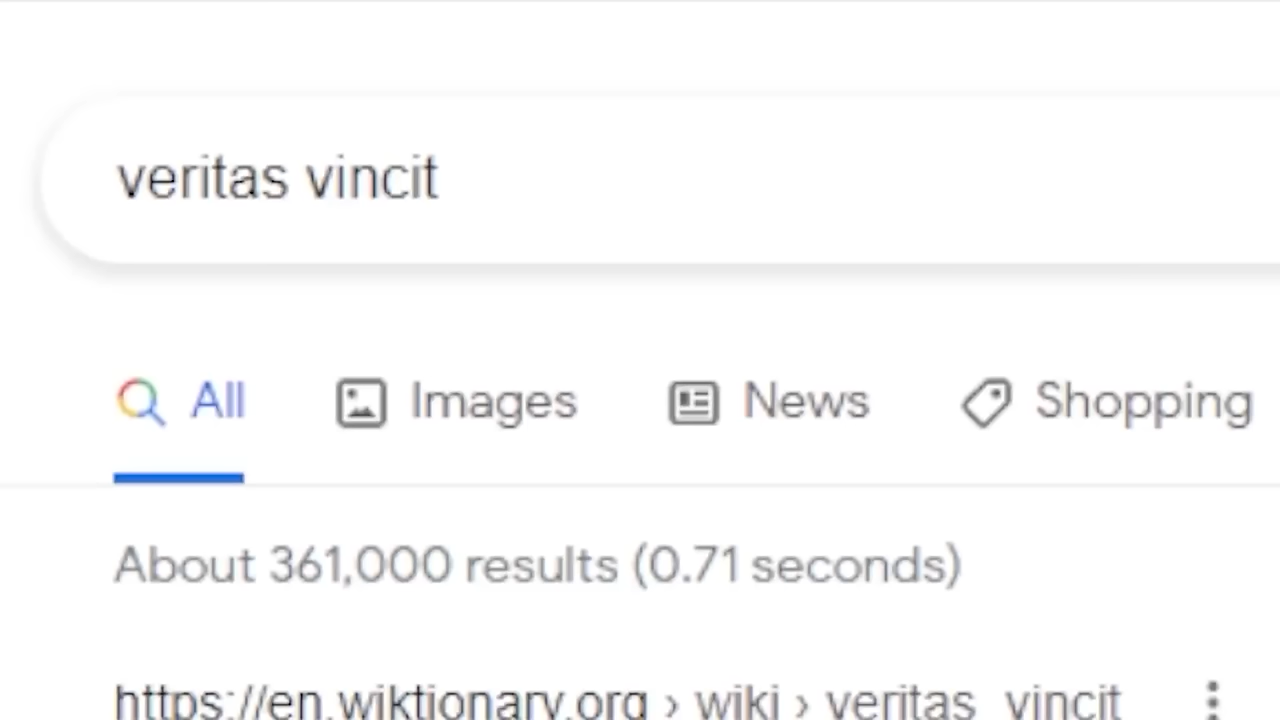 veritas vincit
All Images News Shopping
About 361,000 results (0.71 seconds)
https://en.wiktionary.org › wiki › veritas_vincit